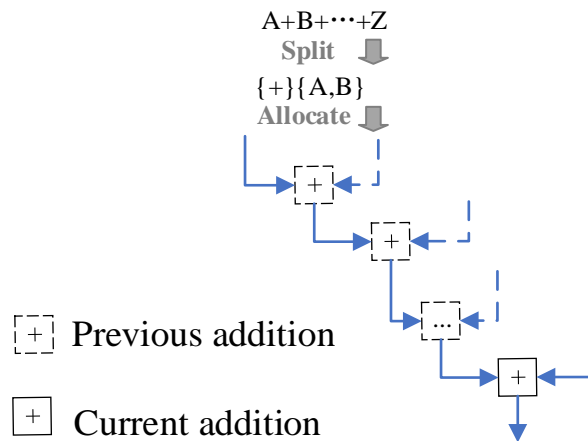 A+B+···+Z
Split
{+}{A,B}
Allocate
+
+
...
+ Previous addition
+
+ Current addition